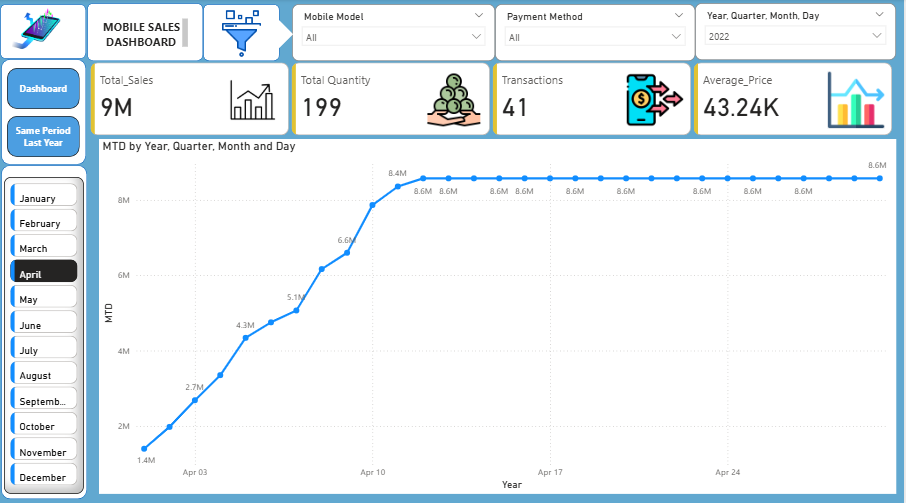 MOBILE SALES
DASHBOARD
Mobile Model
All
Payment Method
All
Year, Quarter, Month, Day
2022
Dashboard
Same Period
Last Year
Total_Sales
9M
Total Quantity
199
Transactions
41
Average_Price
43.24K
January
February
March
April
May
June
July
August
Septemb...
October
November
December
MTD by Year, Quarter, Month and Day
MTD
8M
6M
4M
2M
1.4M
2.7M
4.3M
5.1M
6.6M
8.4M
8.6M
8.6M
8.6M
8.6M
8.6M
8.6M
8.6M
8.6M
8.6M
8.6M
Apr 03
Apr 10
Apr 17
Apr 24
Year